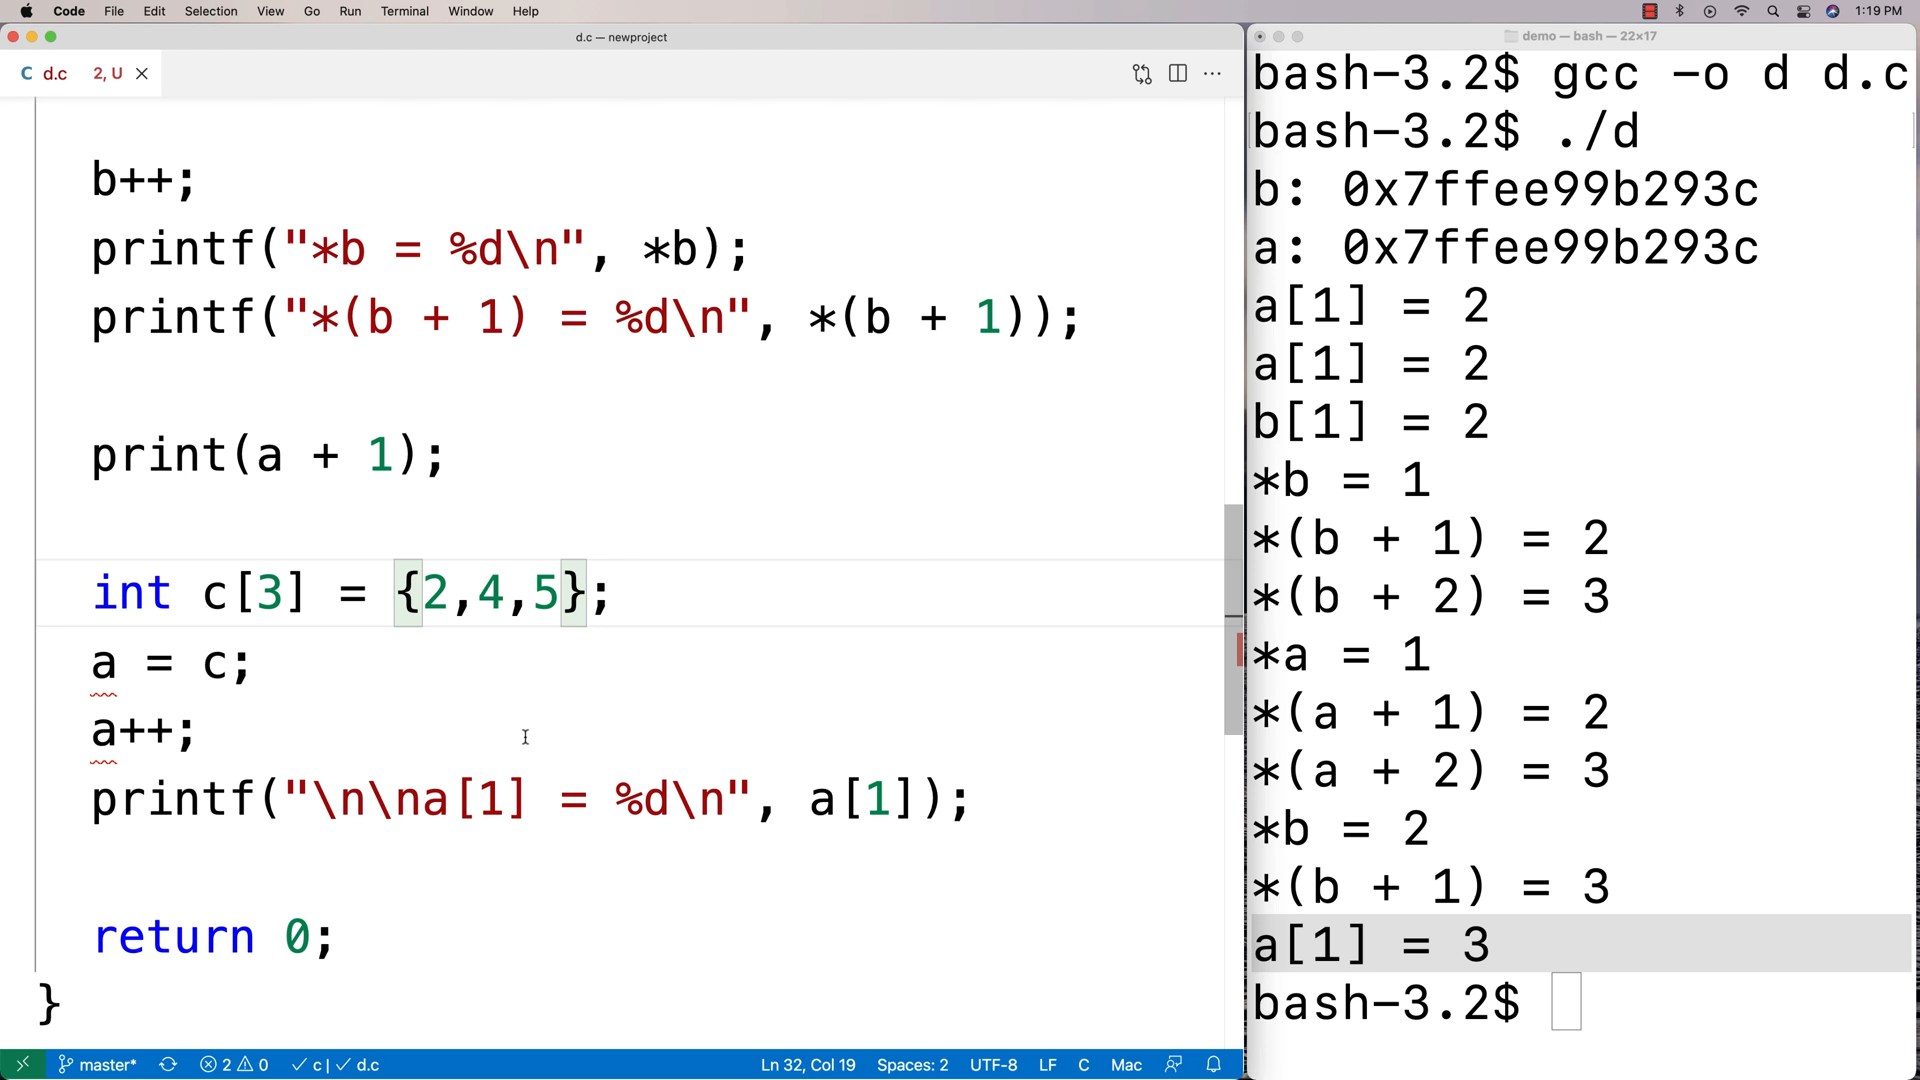 Code File Edit Selection View Go Run Terminal Window Help 1:19 PM
d.c — newproject
C d.c 2, U
b++;
printf("*b = %d\n", *b);
printf("*(b + 1) = %d\n", *(b + 1));
print(a + 1);
int c[3] = {2,4,5};
a = c;
a++;
printf("\n\na[1] = %d\n", a[1]);
return 0;
}
master* 2 0 c | d.c Ln 32, Col 19 Spaces: 2 UTF-8 LF C Mac
demo — bash — 22×17
bash-3.2$ gcc -o d d.c
bash-3.2$ ./d
b: 0x7ffee99b293c
a: 0x7ffee99b293c
a[1] = 2
a[1] = 2
b[1] = 2
*b = 1
*(b + 1) = 2
*(b + 2) = 3
*a = 1
*(a + 1) = 2
*(a + 2) = 3
*b = 2
*(b + 1) = 3
a[1] = 3
bash-3.2$